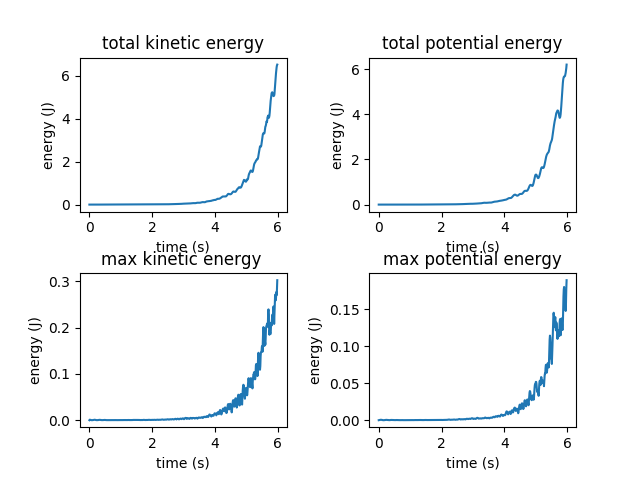 total kinetic energy
energy (J)
6
4
2
0
0 2 4 6
time (s)
total potential energy
energy (J)
6
4
2
0
0 2 4 6
time (s)
max kinetic energy
energy (J)
0.3
0.2
0.1
0.0
0 2 4 6
time (s)
max potential energy
energy (J)
0.15
0.10
0.05
0.00
0 2 4 6
time (s)